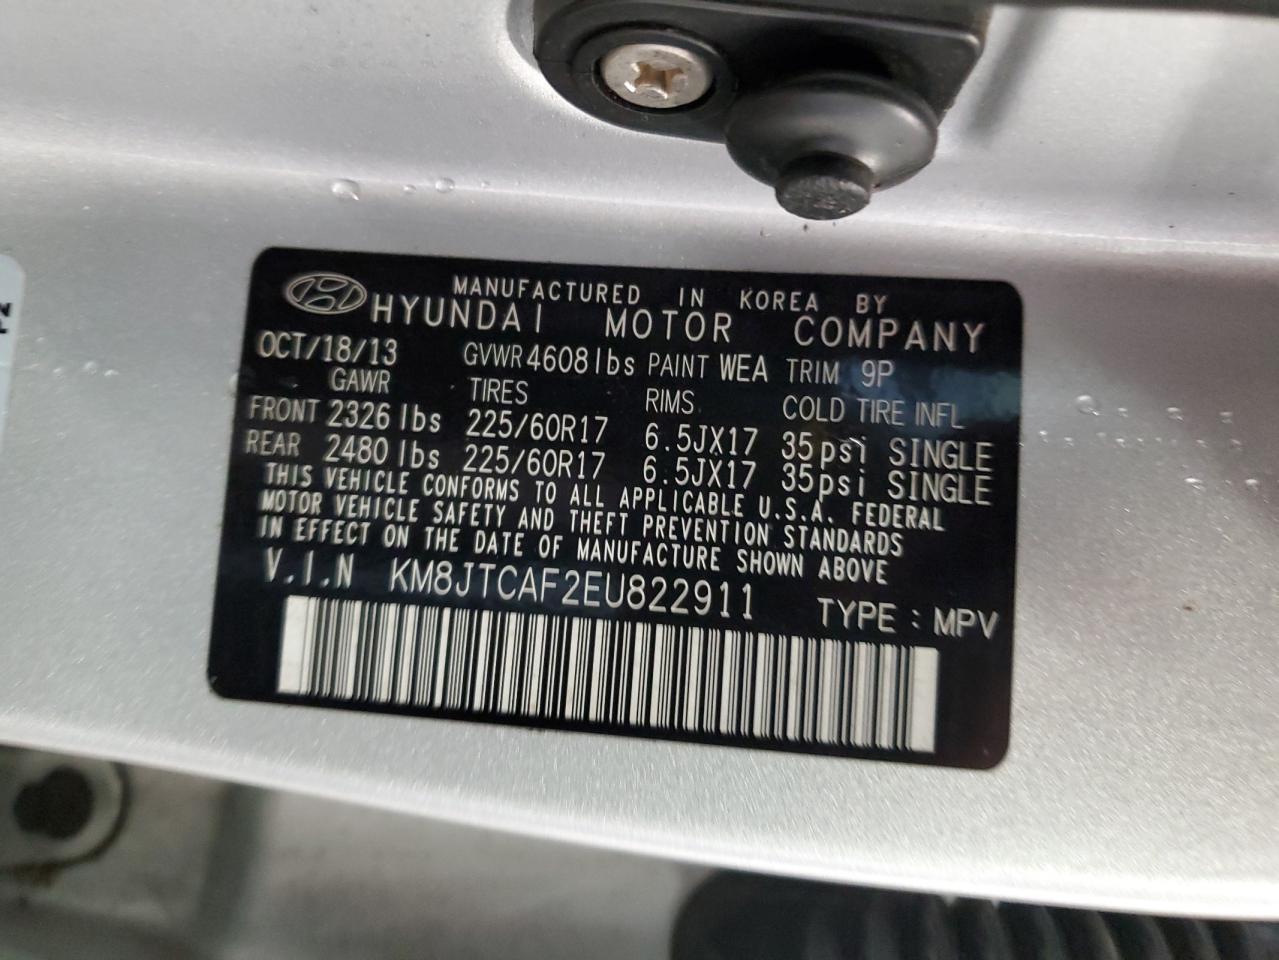 MANUFACTURED IN KOREA BY
HYUNDAI MOTOR COMPANY
OCT/18/13 GVWR 4608lbs PAINT WEA TRIM 9P
GAWR TIRES RIMS COLD TIRE INFL
FRONT 2326 lbs 225/60R17 6.5JX17 35psi SINGLE
REAR 2480 lbs 225/60R17 6.5JX17 35psi SINGLE
THIS VEHICLE CONFORMS TO ALL APPLICABLE U.S.A. FEDERAL
MOTOR VEHICLE SAFETY AND THEFT PREVENTION STANDARDS
IN EFFECT ON THE DATE OF MANUFACTURE SHOWN ABOVE
V.I.N KM8JTCAF2EU822911 TYPE : MPV